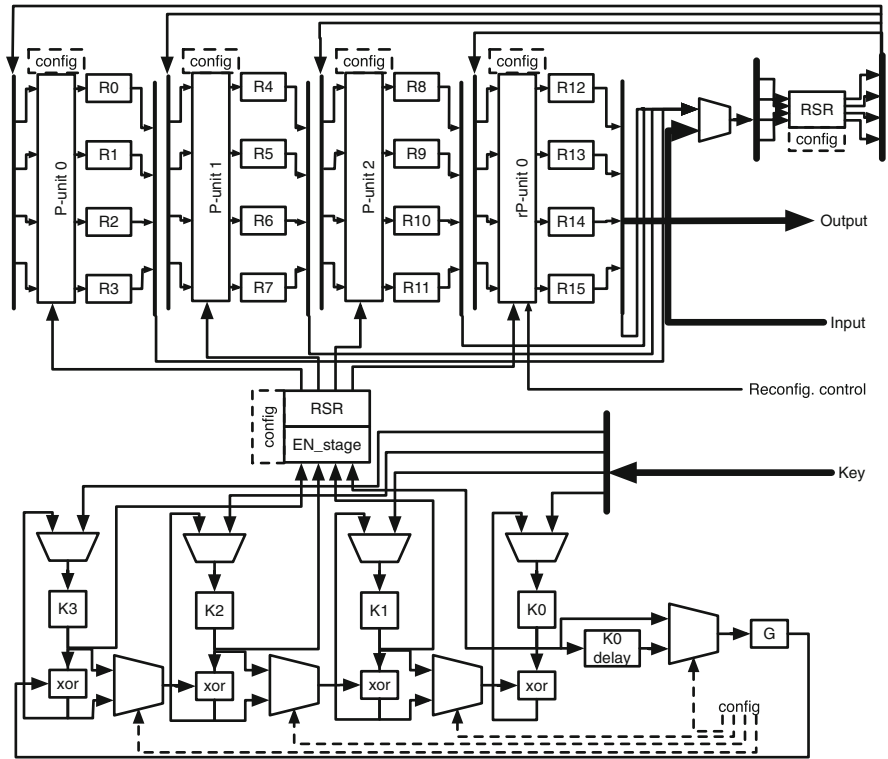 config
config
config
config
R0
R4
R8
R12
RSR
config
R1
R5
R9
R13
P-unit 0
P-unit 1
P-unit 2
rP-unit 0
R2
R6
R10
R14
Output
R3
R7
R11
R15
Input
Reconfig. control
config
RSR
EN_stage
Key
K3
K2
K1
K0
K0
delay
G
xor
xor
xor
xor
config